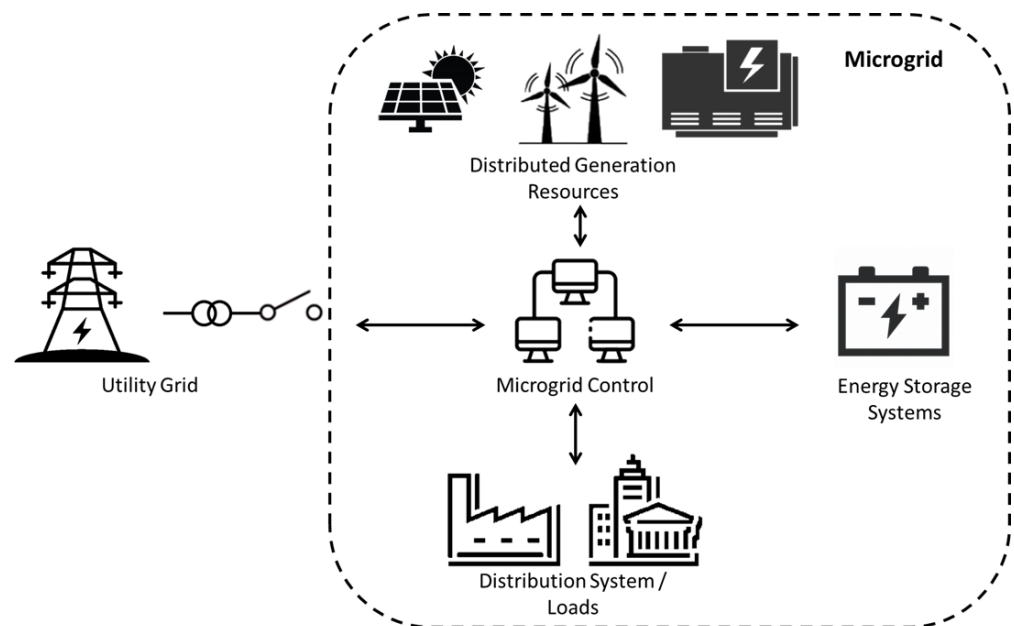 Microgrid
Distributed Generation
Resources
Utility Grid
Microgrid Control
Energy Storage
Systems
Distribution System /
Loads